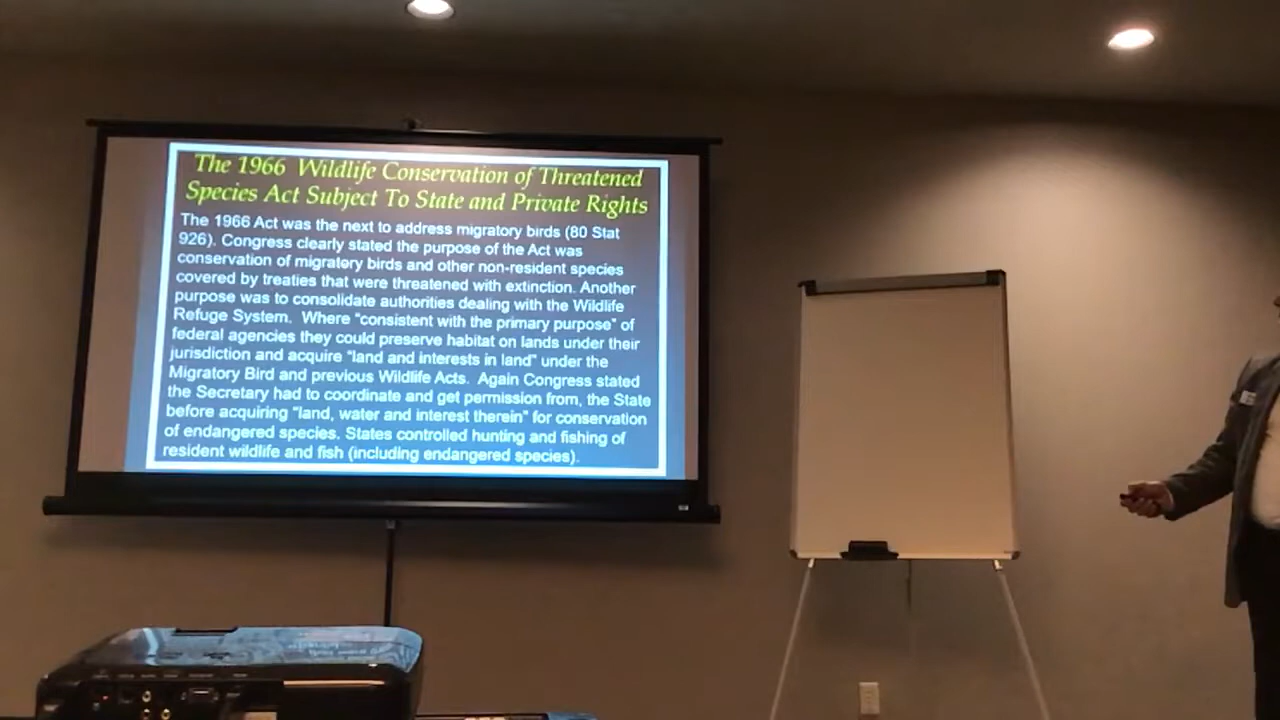 The 1966 Wildlife Conservation of Threatened
Species Act Subject To State and Private Rights
The 1966 Act was the next to address migratory birds (80 Stat
926). Congress clearly stated the purpose of the Act was
conservation of migratory birds and other non-resident species
covered by treaties that were threatened with extinction. Another
purpose was to consolidate authorities dealing with the Wildlife
Refuge System. Where "consistent with the primary purpose" of
federal agencies they could preserve habitat on lands under their
jurisdiction and acquire "land and interests in land" under the
Migratory Bird and previous Wildlife Acts. Again Congress stated
the Secretary had to coordinate and get permission from, the State
before acquiring "land, water and interest therein" for conservation
of endangered species. States controlled hunting and fishing of
resident wildlife and fish (including endangered species).